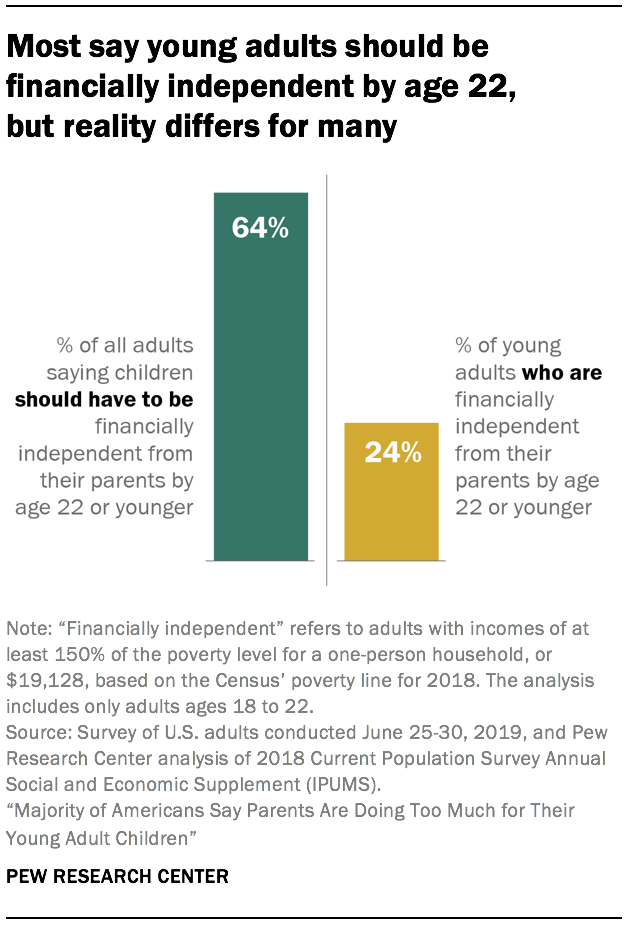 Most say young adults should be
financially independent by age 22,
but reality differs for many
64%
% of all adults
saying children
should have to be
financially
independent from
their parents by
age 22 or younger
24%
% of young
adults who are
financially
independent
from their
parents by age
22 or younger
Note: “Financially independent” refers to adults with incomes of at
least 150% of the poverty level for a one-person household, or
$19,128, based on the Census’ poverty line for 2018. The analysis
includes only adults ages 18 to 22.
Source: Survey of U.S. adults conducted June 25-30, 2019, and Pew
Research Center analysis of 2018 Current Population Survey Annual
Social and Economic Supplement (IPUMS).
“Majority of Americans Say Parents Are Doing Too Much for Their
Young Adult Children”
PEW RESEARCH CENTER